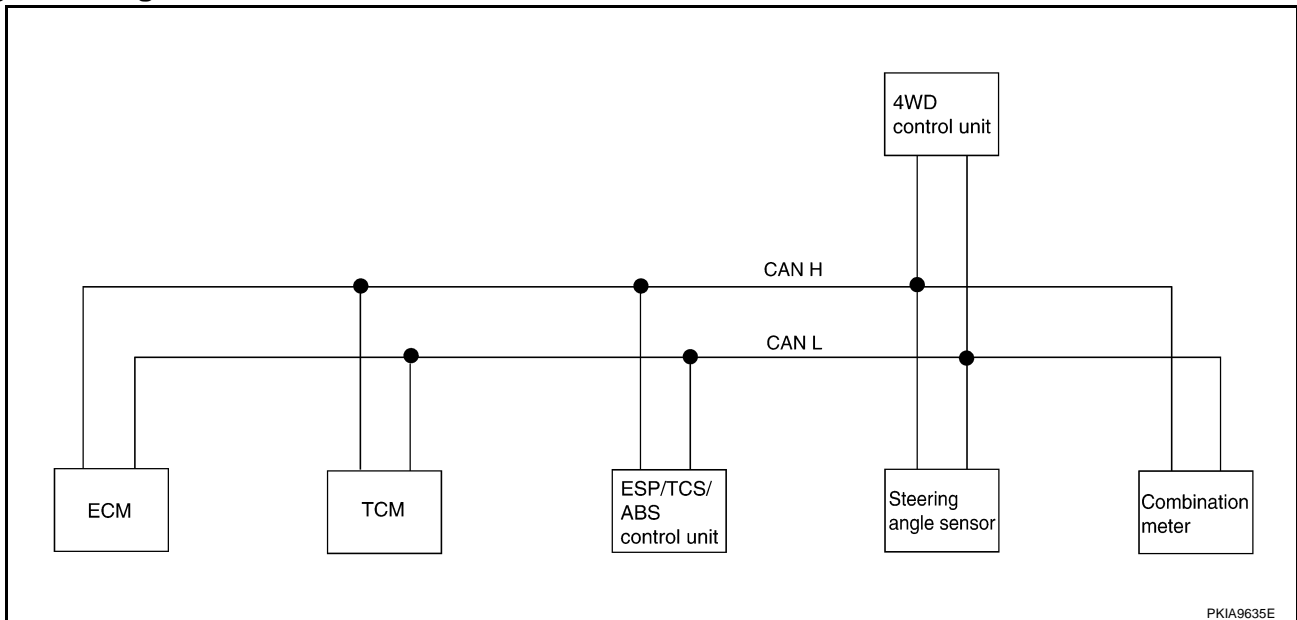 4WD
control unit
CAN H
CAN L
ECM
TCM
ESP/TCS/
ABS
control unit
Steering
angle sensor
Combination
meter
PKIA9635E